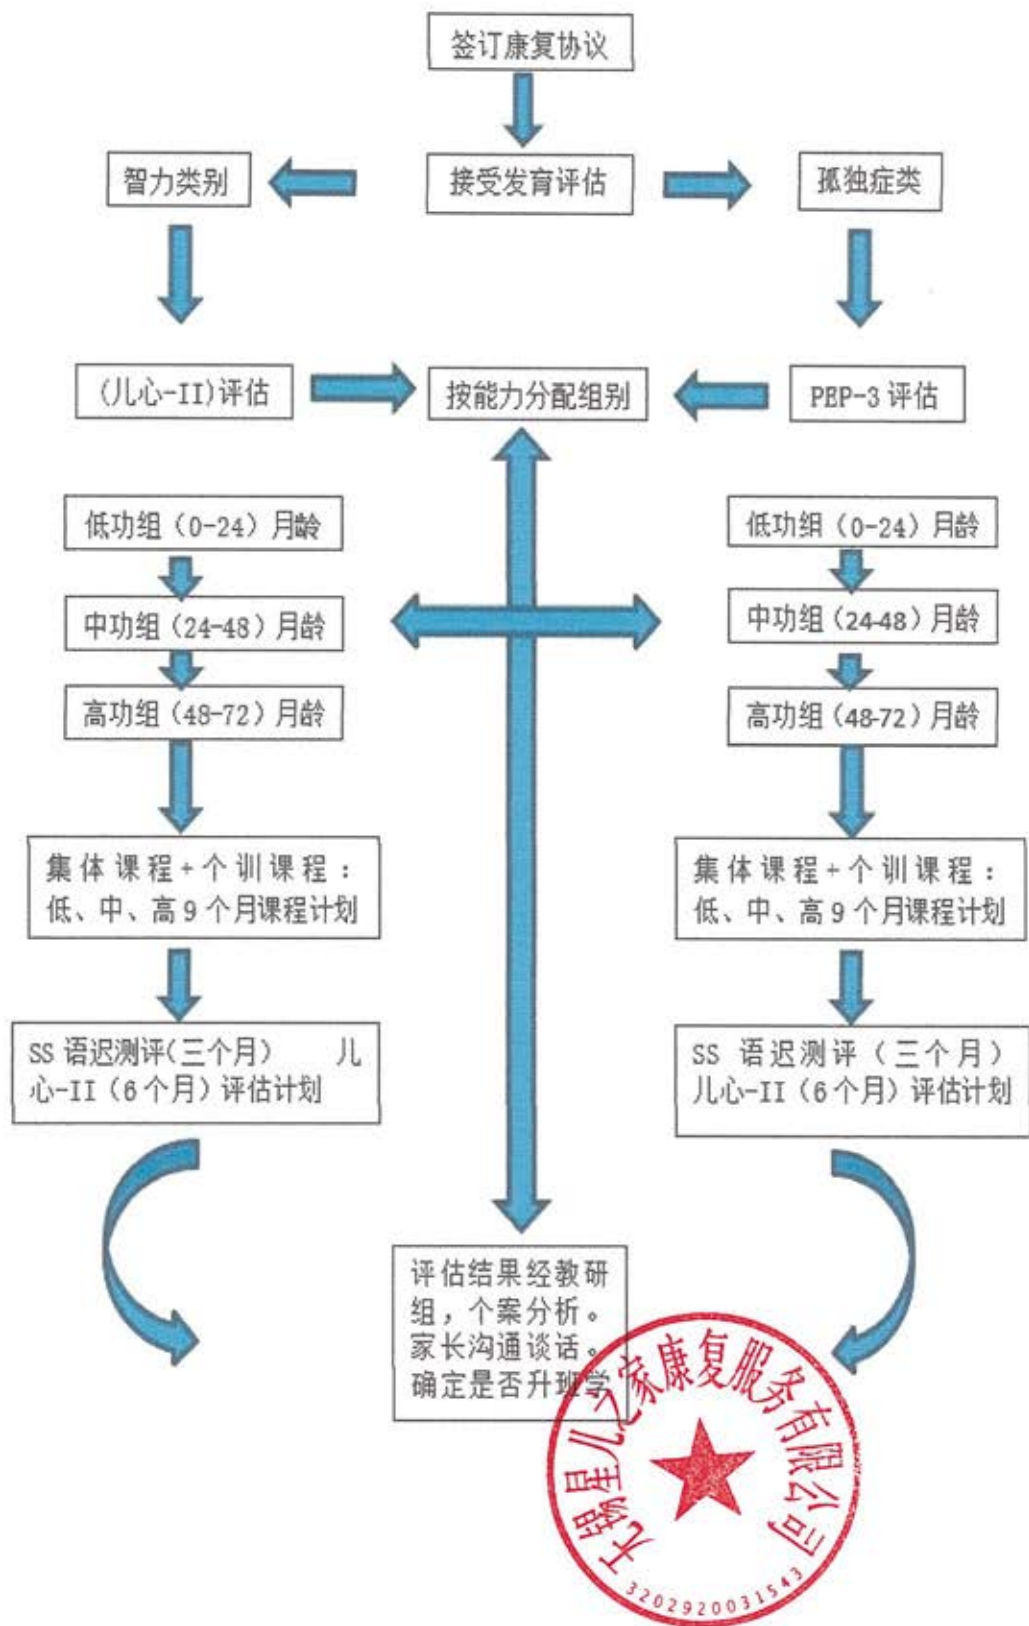 签订康复协议
智力类别
接受发育评估
孤独症类
(儿心-II)评估
按能力分配组别
PEP-3 评估
低功组（0-24）月龄
中功组（24-48）月龄
高功组（48-72）月龄
低功组（0-24）月龄
中功组（24-48）月龄
高功组（48-72）月龄
集体课程+个训课程：
低、中、高 9 个月课程计划
集体课程+个训课程：
低、中、高 9 个月课程计划
SS 语迟测评(三个月) 儿
心-II（6 个月）评估计划
SS 语迟测评（三个月）
儿心-II（6 个月）评估计划
评估结果经教研
组，个案分析。
家长沟通谈话。
确定是否升班学
无锡星儿之家康复服务有限公司
3202920031543